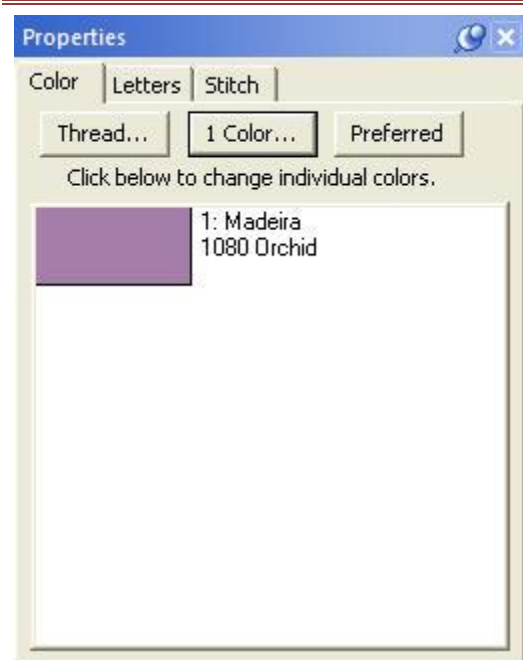 Properties
Color Letters Stitch
Thread... 1 Color... Preferred
Click below to change individual colors.
1: Madeira
1080 Orchid